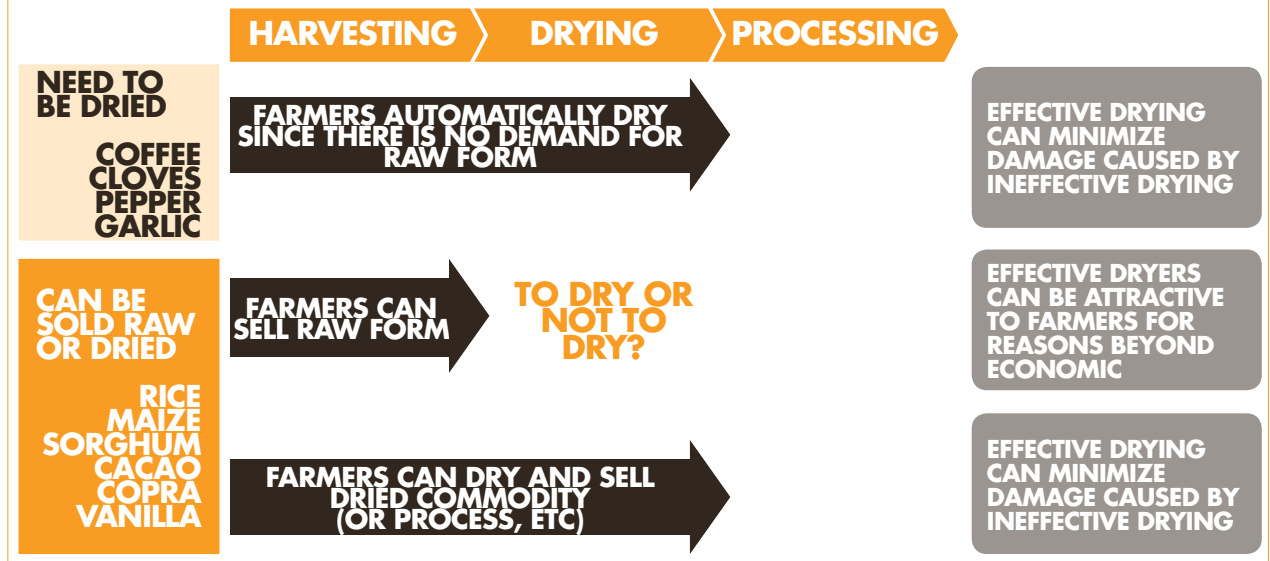 HARVESTING
DRYING
PROCESSING
NEED TO
BE DRIED
COFFEE
CLOVES
PEPPER
GARLIC
FARMERS AUTOMATICALLY DRY
SINCE THERE IS NO DEMAND FOR
RAW FORM
EFFECTIVE DRYING
CAN MINIMIZE
DAMAGE CAUSED BY
INEFFECTIVE DRYING
CAN BE
SOLD RAW
OR DRIED
RICE
MAIZE
SORGHUM
CACAO
COPRA
VANILLA
FARMERS CAN
SELL RAW FORM
TO DRY OR
NOT TO
DRY?
EFFECTIVE DRYERS
CAN BE ATTRACTIVE
TO FARMERS FOR
REASONS BEYOND
ECONOMIC
FARMERS CAN DRY AND SELL
DRIED COMMODITY
(OR PROCESS, ETC)
EFFECTIVE DRYING
CAN MINIMIZE
DAMAGE CAUSED BY
INEFFECTIVE DRYING